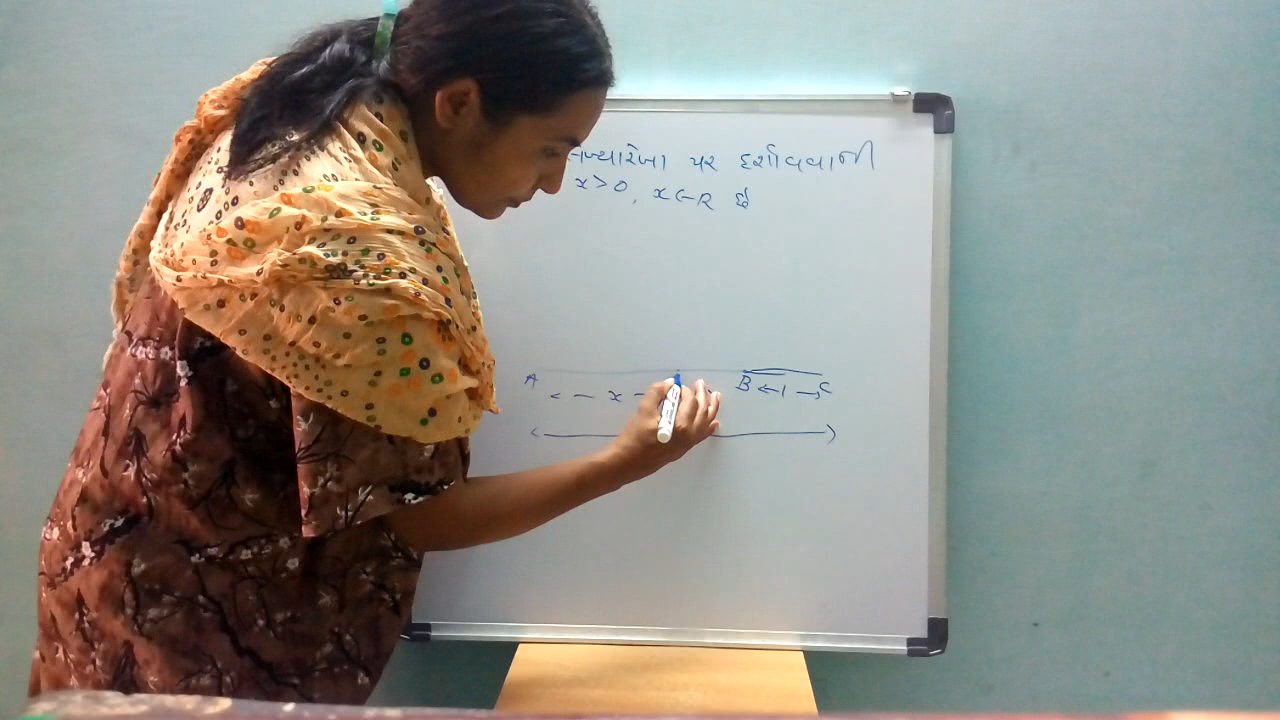 સંખ્યારેખા પર દર્શાવવાની
x>0, x∈R છે
A B ←1→ C
← x